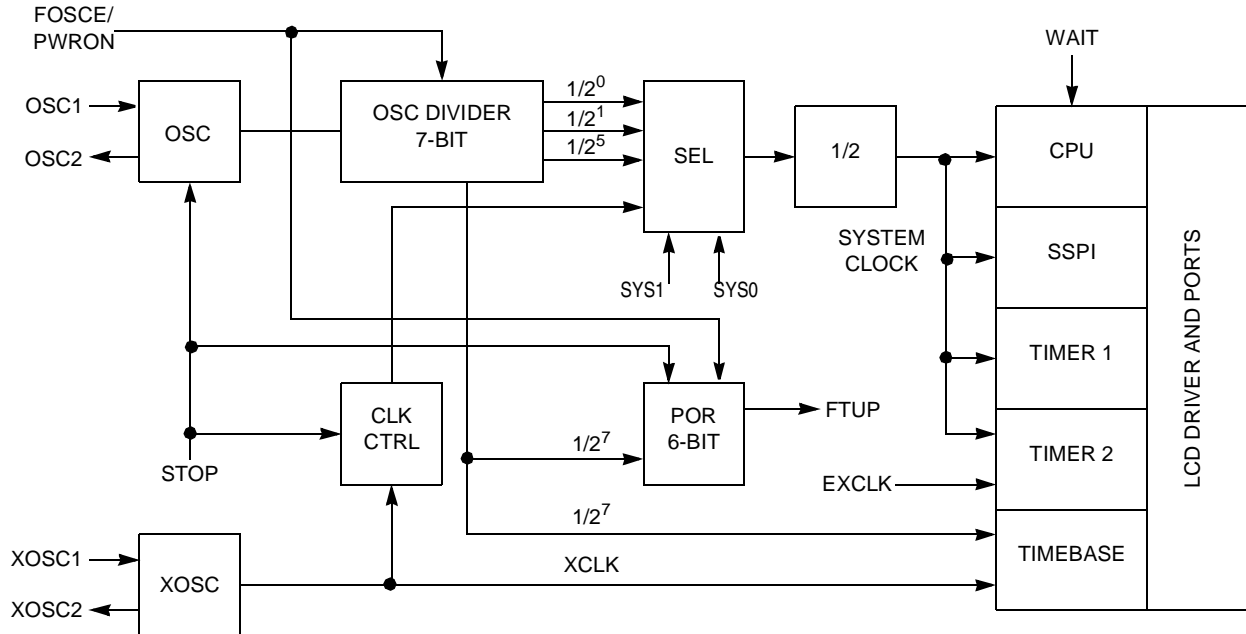 FOSCE/
PWRON
WAIT
OSC1
OSC2
OSC
OSC DIVIDER
7-BIT
1/2⁰
1/2¹
1/2⁵
SEL
1/2
CPU
SYSTEM
CLOCK
SSPI
SYS1
SYS0
TIMER 1
CLK
CTRL
POR
6-BIT
FTUP
STOP
1/2⁷
TIMER 2
EXCLK
1/2⁷
XOSC1
XOSC2
XOSC
XCLK
TIMEBASE
LCD DRIVER AND PORTS